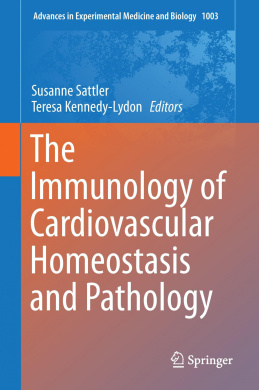 Advances in Experimental Medicine and Biology 1003
Susanne Sattler
Teresa Kennedy-Lydon Editors
The
Immunology of
Cardiovascular
Homeostasis
and Pathology
Springer